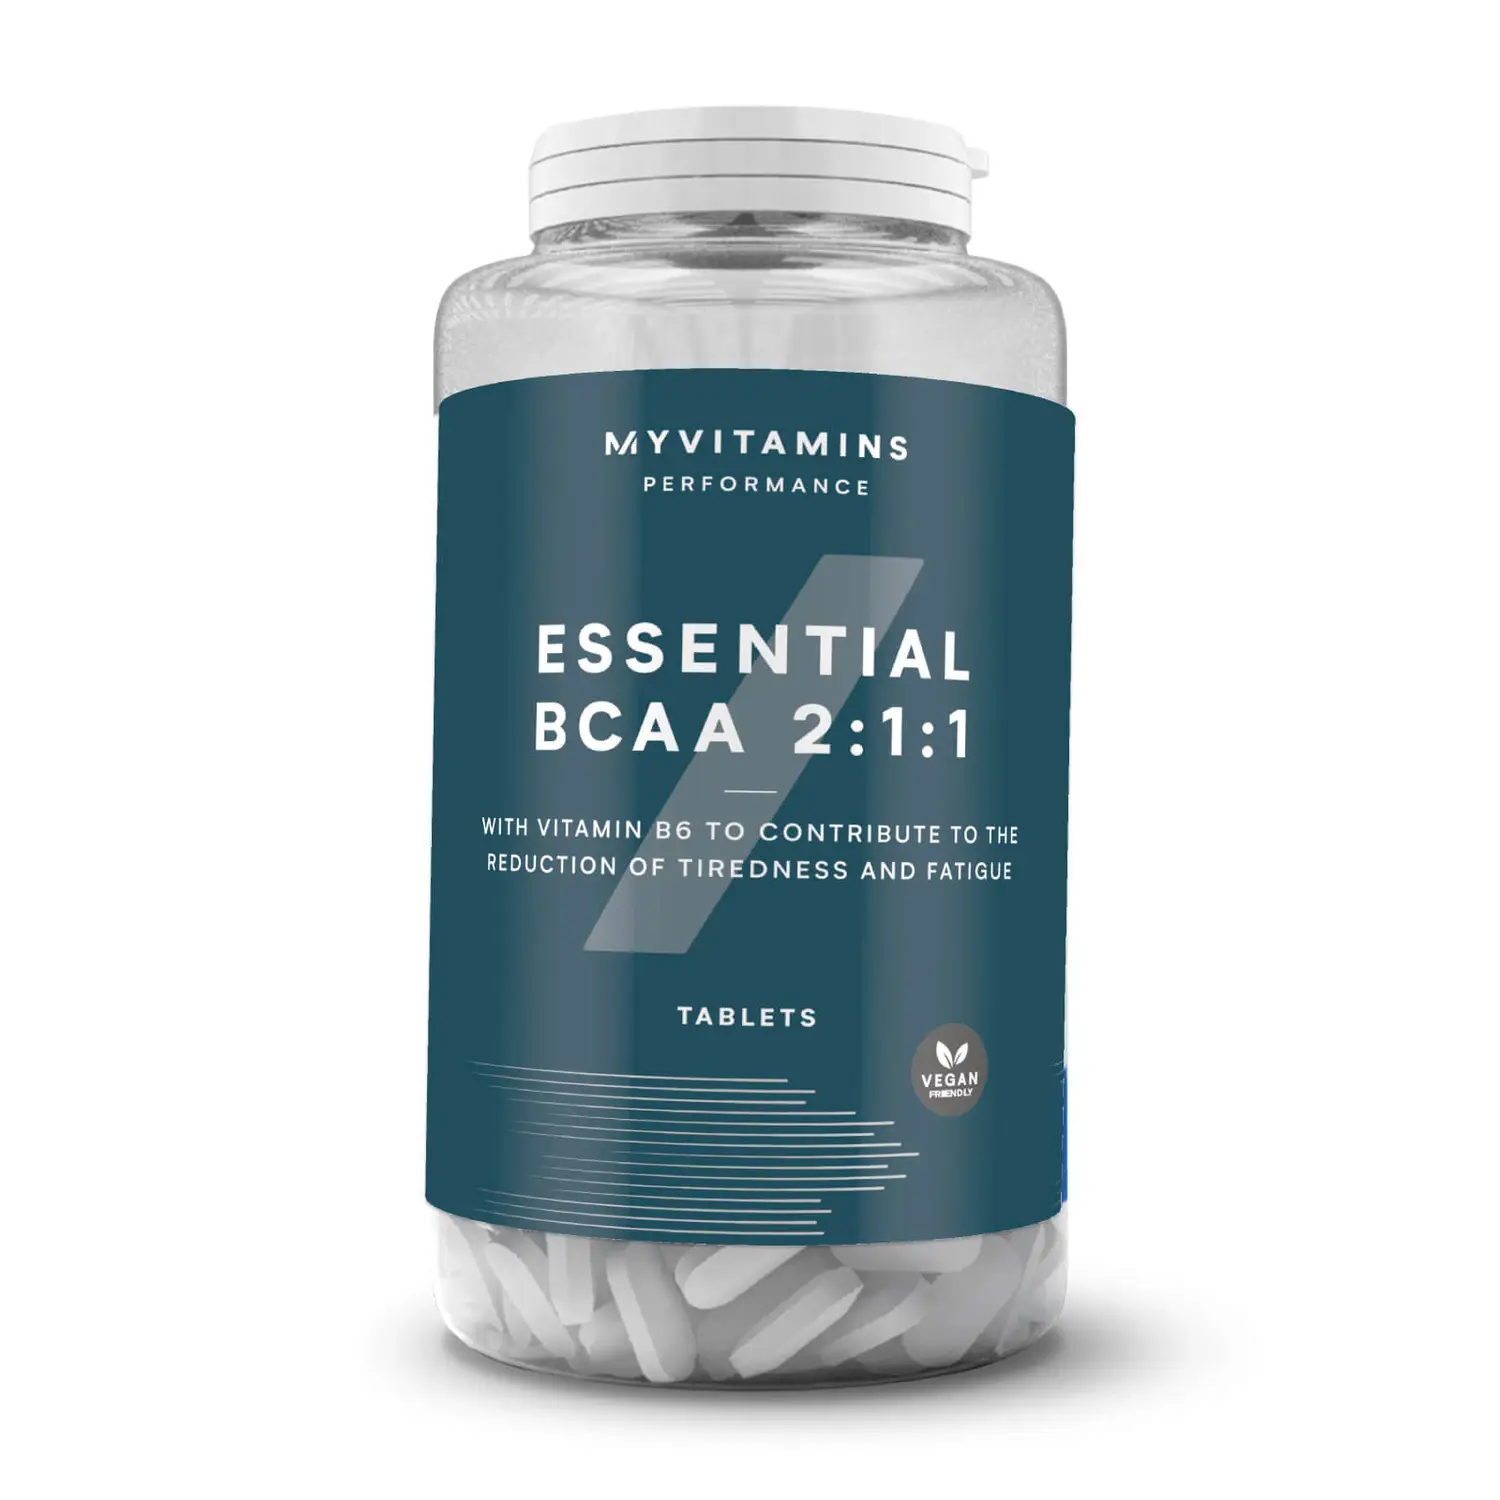 MYVITAMINS
PERFORMANCE
ESSENTIAL
BCAA 2:1:1
WITH VITAMIN B6 TO CONTRIBUTE TO THE
REDUCTION OF TIREDNESS AND FATIGUE
TABLETS
VEGAN
FRIENDLY